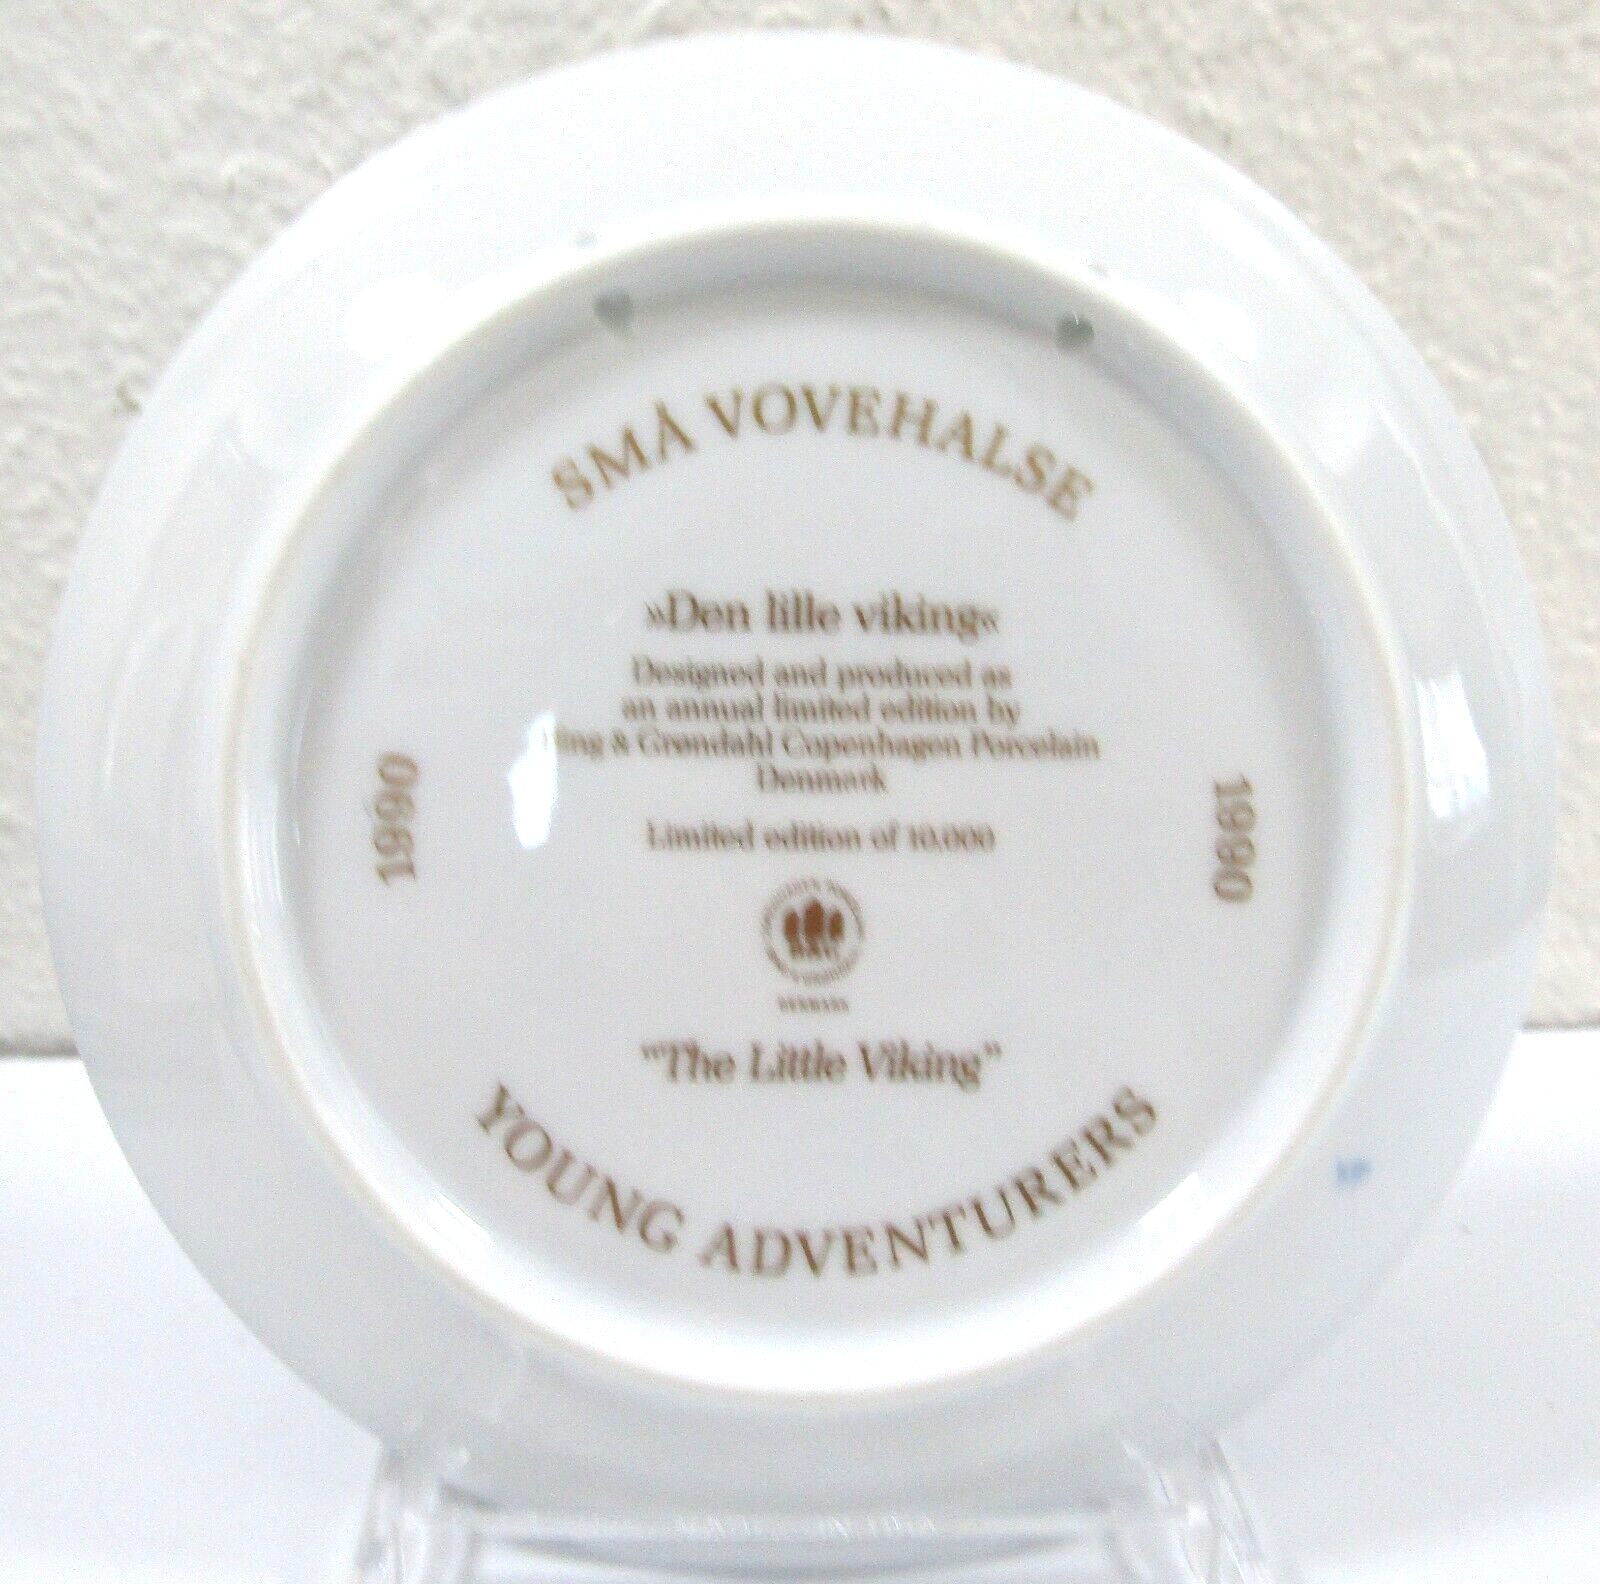 SMÅ VOVEHALSE
»Den lille viking«
Designed and produced as
an annual limited edition by
& Grøndahl Copenhagen Porcelain
Denmark
1990
1990
Limited edition of 10,000
"The Little Viking"
YOUNG ADVENTURERS